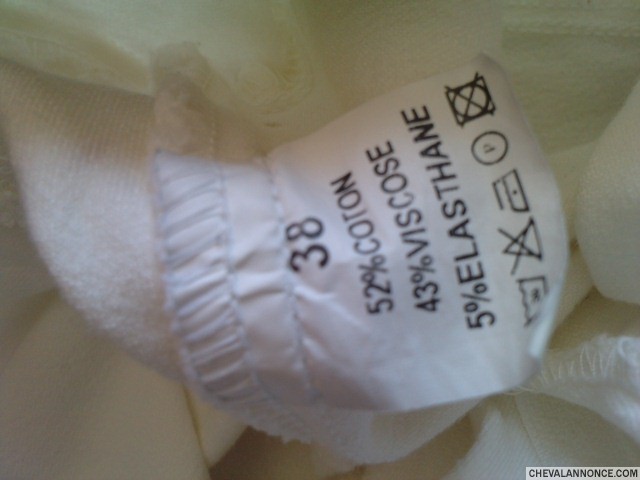 38
52%COTON
43%VISCOSE
5%ELASTHANE
CHEVALANNONCE.COM